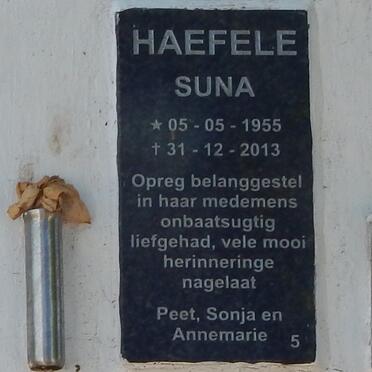 HAEFELE
SUNA
★ 05 - 05 - 1955
† 31 - 12 - 2013
Opreg belanggestel
in haar medemens
onbaatsugtig
liefgehad, vele mooi
herinneringe
nagelaat
Peet, Sonja en
Annemarie
5